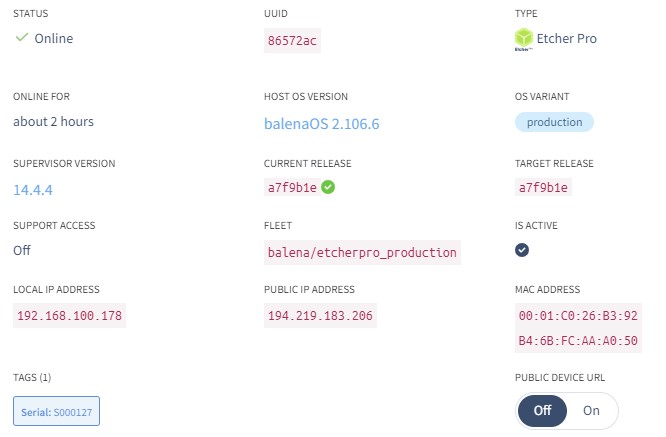 STATUS UUID TYPE
Online 86572ac Etcher Pro
ONLINE FOR HOST OS VERSION OS VARIANT
about 2 hours balenaOS 2.106.6 production
SUPERVISOR VERSION CURRENT RELEASE TARGET RELEASE
14.4.4 a7f9b1e a7f9b1e
SUPPORT ACCESS FLEET IS ACTIVE
Off balena/etcherpro_production
LOCAL IP ADDRESS PUBLIC IP ADDRESS MAC ADDRESS
192.168.100.178 194.219.183.206 00:01:C0:26:B3:92
B4:6B:FC:AA:A0:50
TAGS (1) PUBLIC DEVICE URL
Serial: S000127 Off On